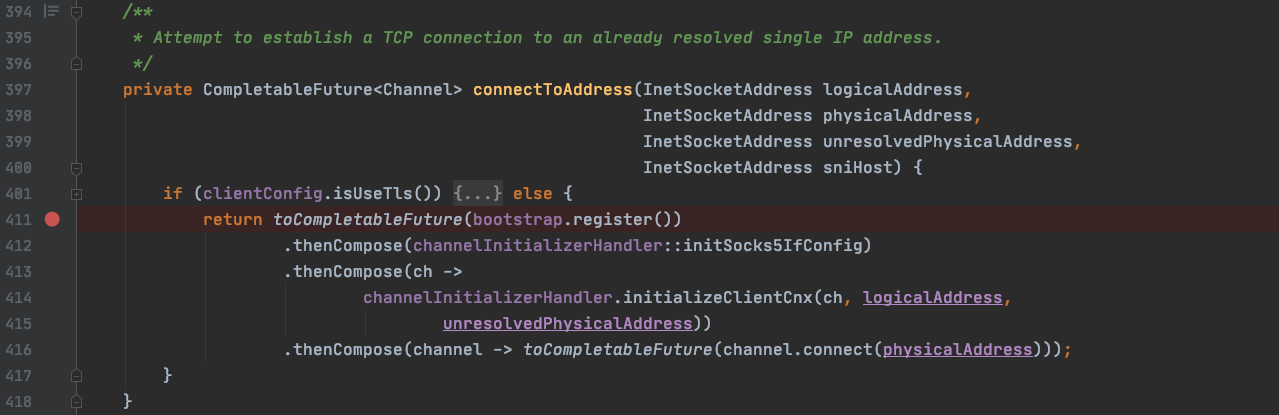 394 /**
395 * Attempt to establish a TCP connection to an already resolved single IP address.
396 */
397 private CompletableFuture<Channel> connectToAddress(InetSocketAddress logicalAddress,
398 InetSocketAddress physicalAddress,
399 InetSocketAddress unresolvedPhysicalAddress,
400 InetSocketAddress sniHost) {
401 if (clientConfig.isUseTls()) {...} else {
411 return toCompletableFuture(bootstrap.register())
412 .thenCompose(channelInitializerHandler::initSocks5IfConfig)
413 .thenCompose(ch ->
414 channelInitializerHandler.initializeClientCnx(ch, logicalAddress,
415 unresolvedPhysicalAddress))
416 .thenCompose(channel -> toCompletableFuture(channel.connect(physicalAddress)));
417 }
418 }